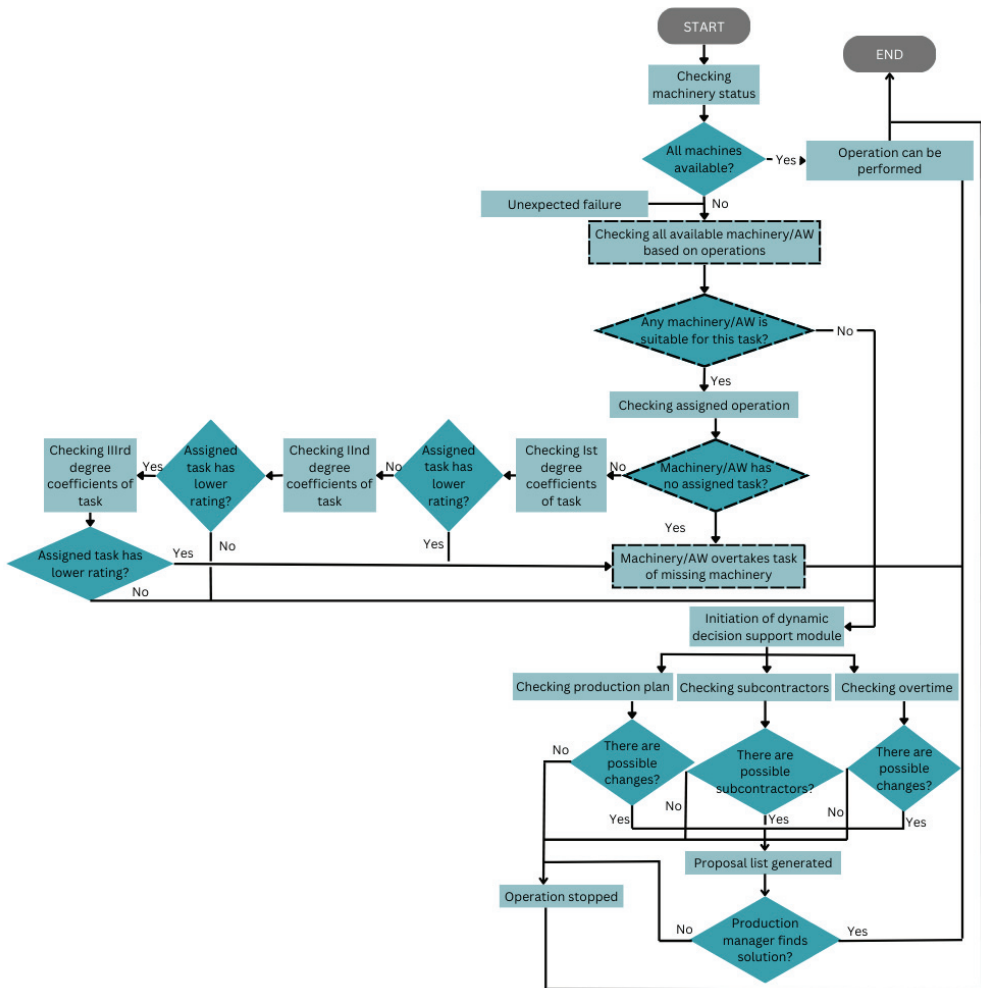 START
END
Checking
machinery status
All machines
available?
Yes
Operation can be
performed
No
Unexpected failure
Checking all available machinery/AW
based on operations
Any machinery/AW is
suitable for this task?
No
Yes
Checking assigned operation
Checking IIIrd
degree
coefficients of
task
Yes
Assigned
task has
lower
rating?
Checking IInd
degree
coefficients of
task
No
Assigned
task has
lower
rating?
Checking Ist
degree
coefficients
of task
No
Machinery/AW has
no assigned task?
Yes
Assigned task has
lower rating?
Yes
No
Yes
Machinery/AW overtakes task
of missing machinery
No
Initiation of dynamic
decision support module
Checking production plan
Checking subcontractors
Checking overtime
No
There are
possible
changes?
There are
possible
subcontractors?
There are
possible
changes?
No
No
Yes
Yes
Yes
Proposal list generated
Operation stopped
No
Production
manager finds
solution?
Yes